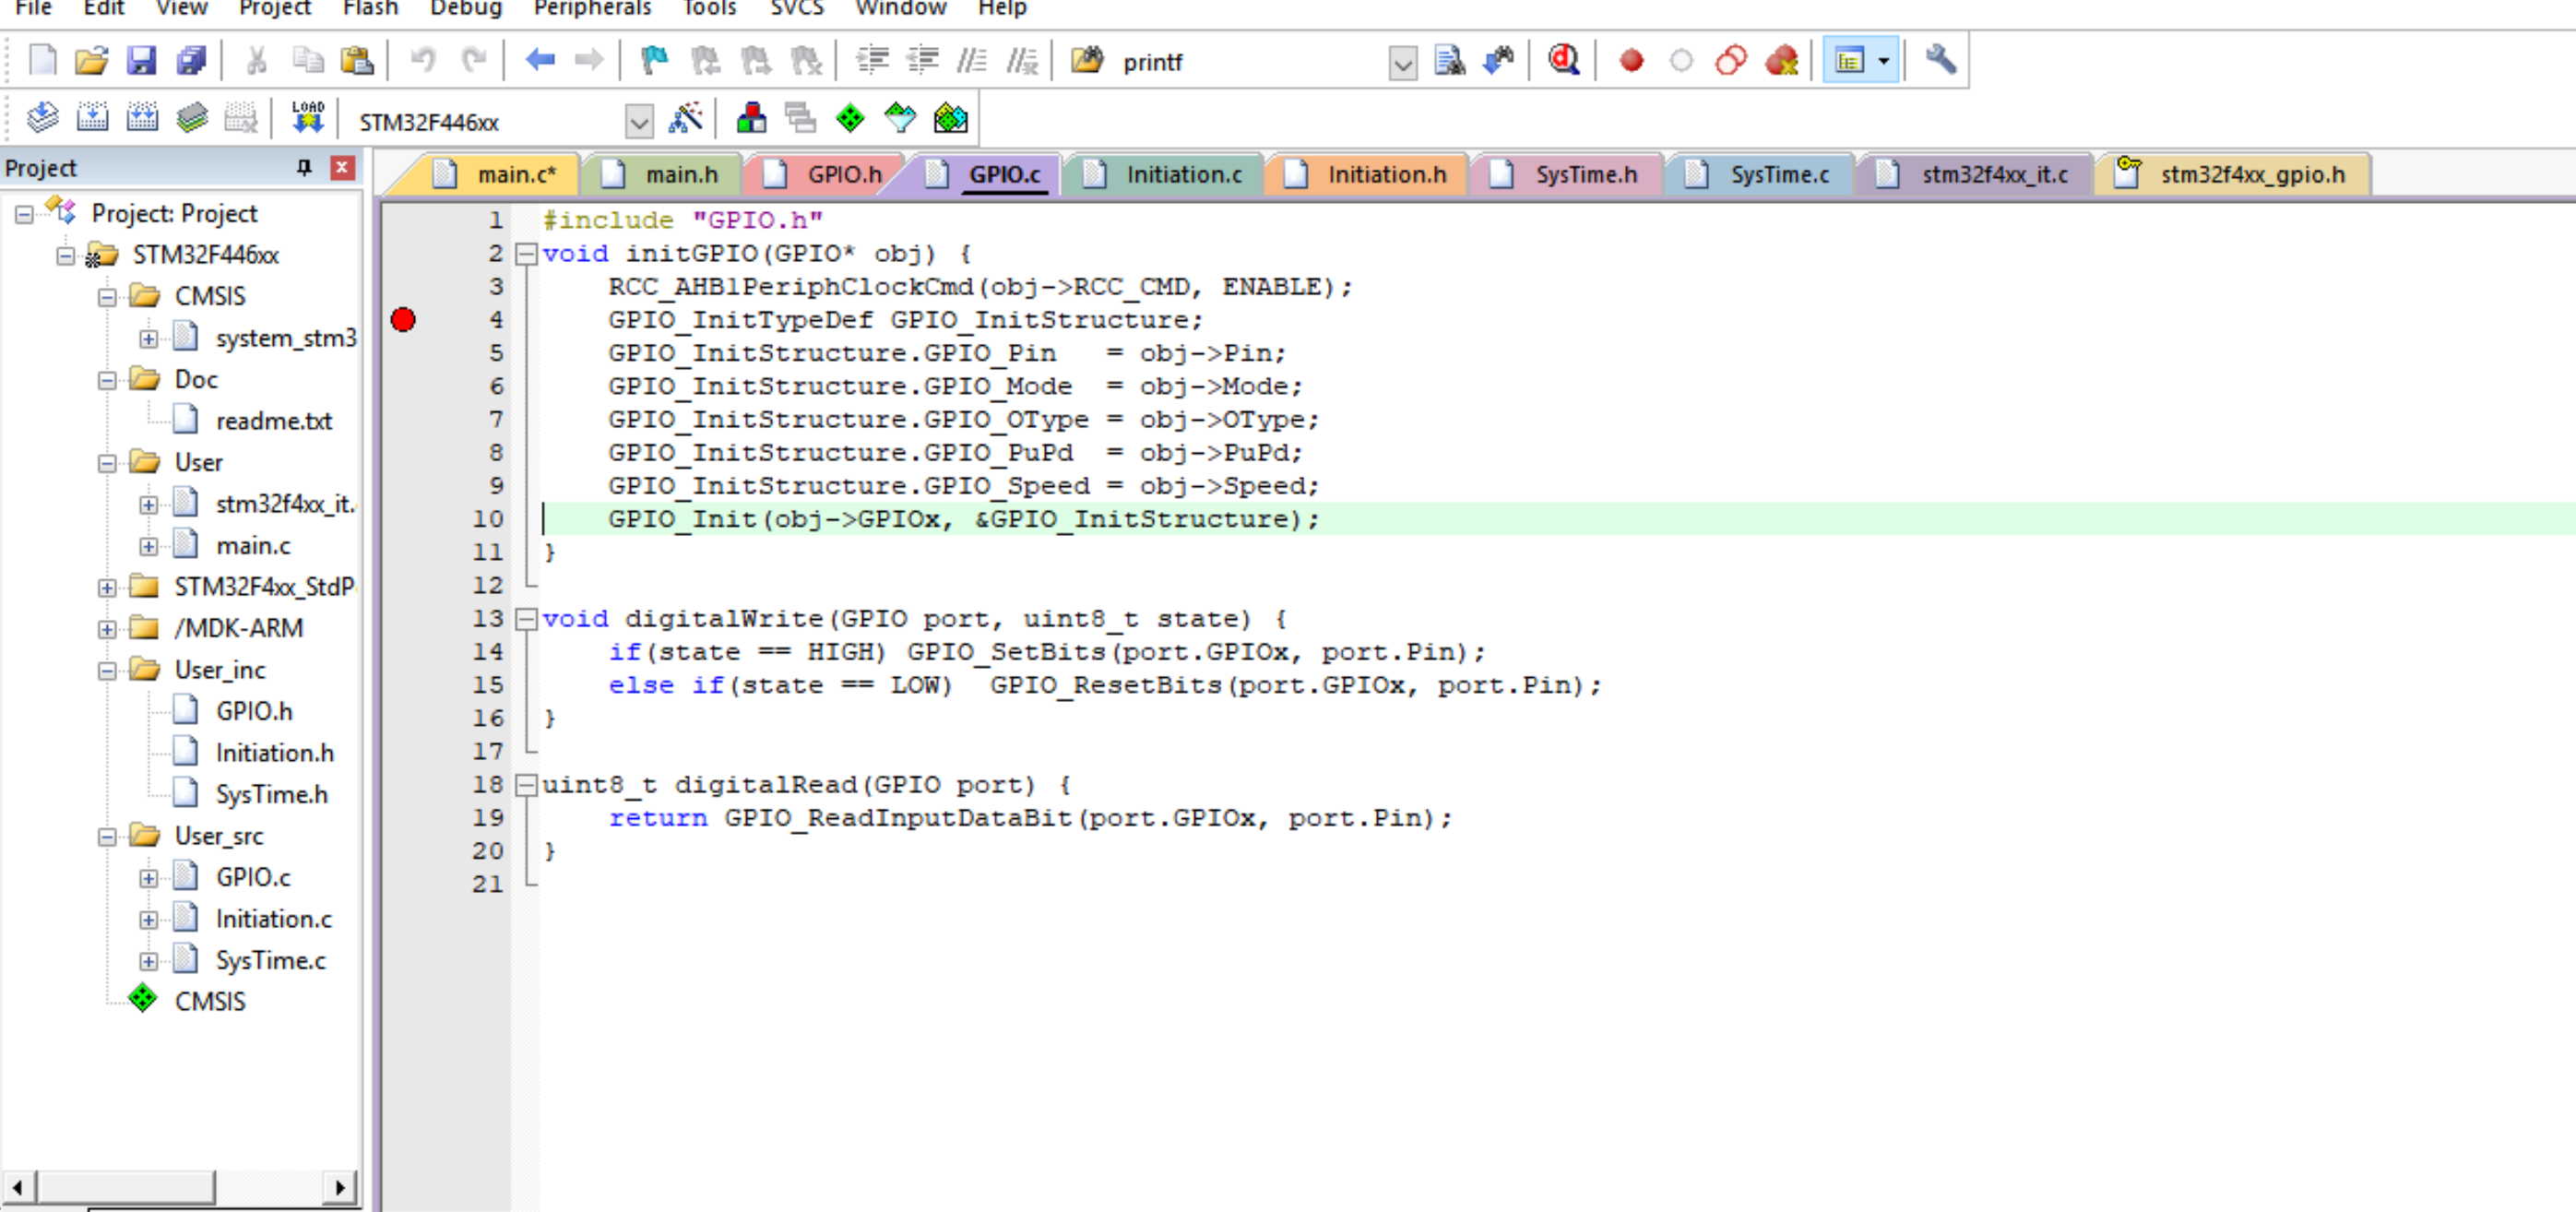 File Edit View Project Flash Debug Peripherals Tools SVCS Window Help
printf
LOAD STM32F446xx
Project
main.c* main.h GPIO.h GPIO.c Initiation.c Initiation.h SysTime.h SysTime.c stm32f4xx_it.c stm32f4xx_gpio.h
Project: Project
STM32F446xx
CMSIS
system_stm3
Doc
readme.txt
User
stm32f4xx_it.
main.c
STM32F4xx_StdP
/MDK-ARM
User_inc
GPIO.h
Initiation.h
SysTime.h
User_src
GPIO.c
Initiation.c
SysTime.c
CMSIS
1 #include "GPIO.h"
2 void initGPIO(GPIO* obj) {
3 RCC_AHB1PeriphClockCmd(obj->RCC_CMD, ENABLE);
4 GPIO_InitTypeDef GPIO_InitStructure;
5 GPIO_InitStructure.GPIO_Pin   = obj->Pin;
6 GPIO_InitStructure.GPIO_Mode  = obj->Mode;
7 GPIO_InitStructure.GPIO_OType = obj->OType;
8 GPIO_InitStructure.GPIO_PuPd  = obj->PuPd;
9 GPIO_InitStructure.GPIO_Speed = obj->Speed;
10 GPIO_Init(obj->GPIOx, &GPIO_InitStructure);
11 }
12
13 void digitalWrite(GPIO port, uint8_t state) {
14 if(state == HIGH) GPIO_SetBits(port.GPIOx, port.Pin);
15 else if(state == LOW)  GPIO_ResetBits(port.GPIOx, port.Pin);
16 }
17
18 uint8_t digitalRead(GPIO port) {
19 return GPIO_ReadInputDataBit(port.GPIOx, port.Pin);
20 }
21